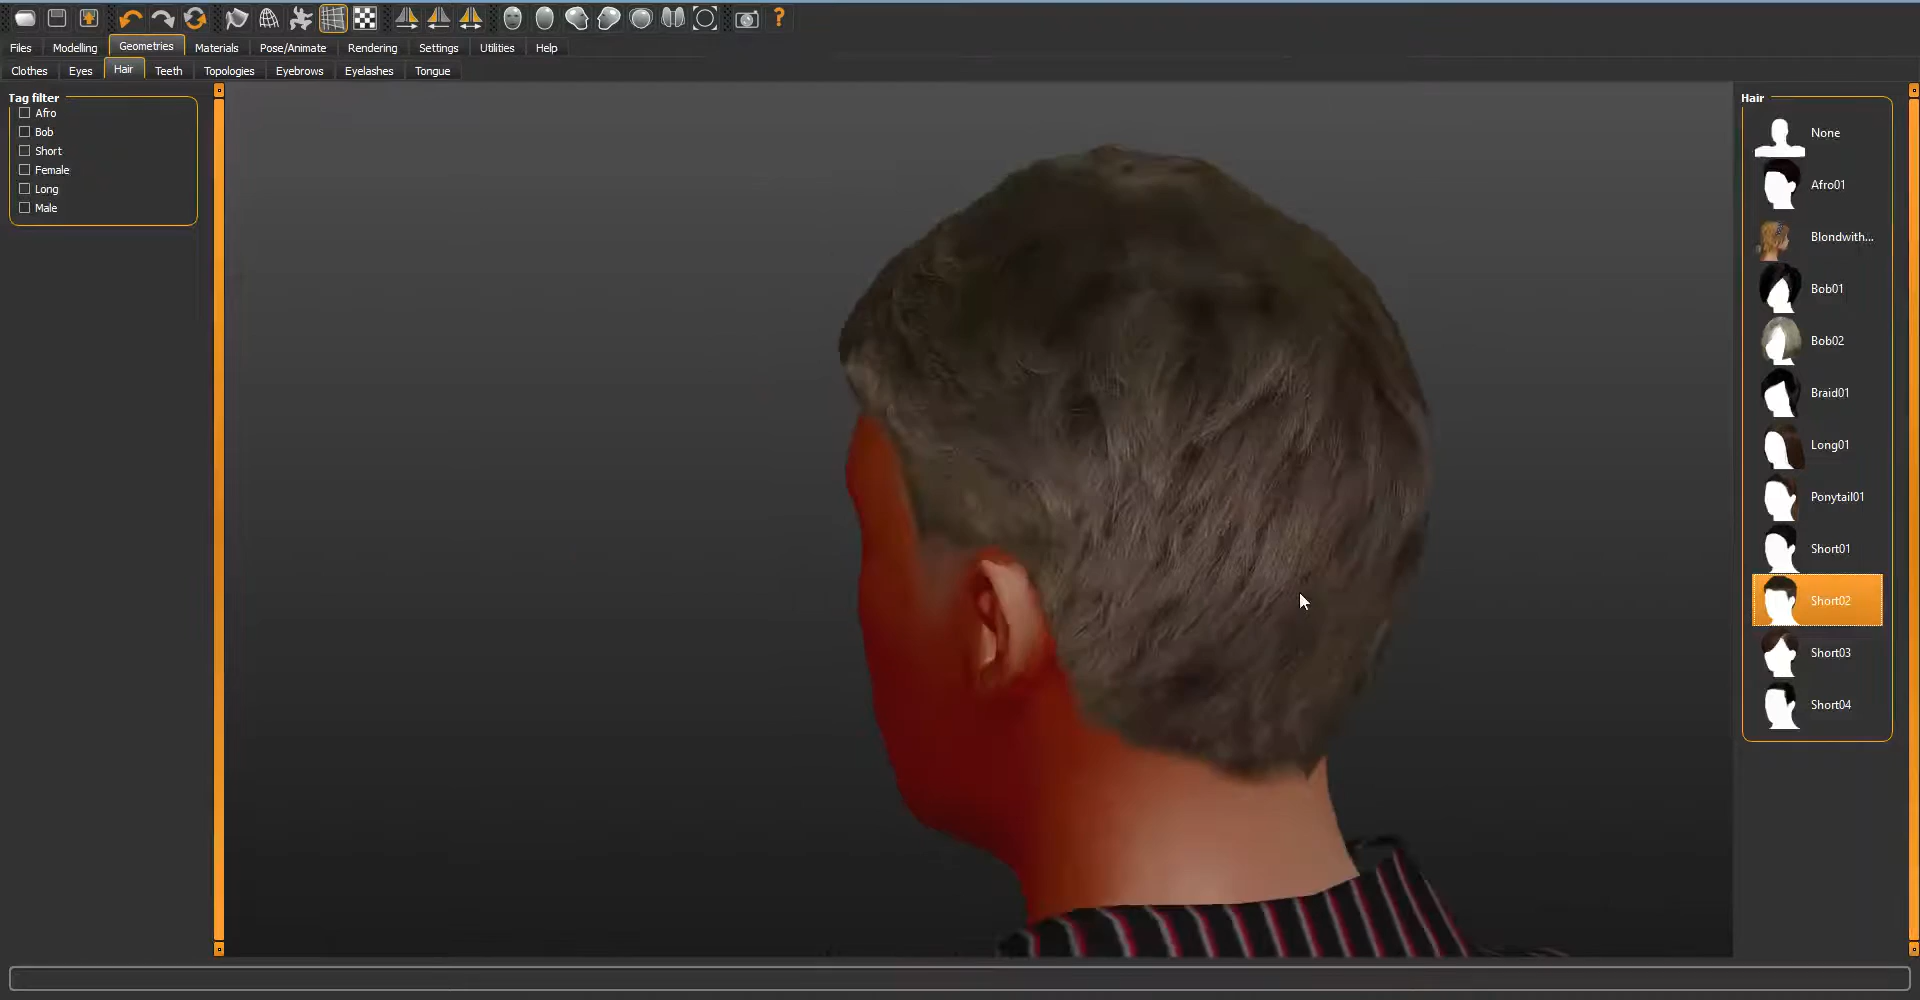 Files Modelling Geometries Materials Pose/Animate Rendering Settings Utilities Help
Clothes Eyes Hair Teeth Topologies Eyebrows Eyelashes Tongue
Tag filter
Afro
Bob
Short
Female
Long
Male
Hair
None
Afro01
Blondwith...
Bob01
Bob02
Braid01
Long01
Ponytail01
Short01
Short02
Short03
Short04